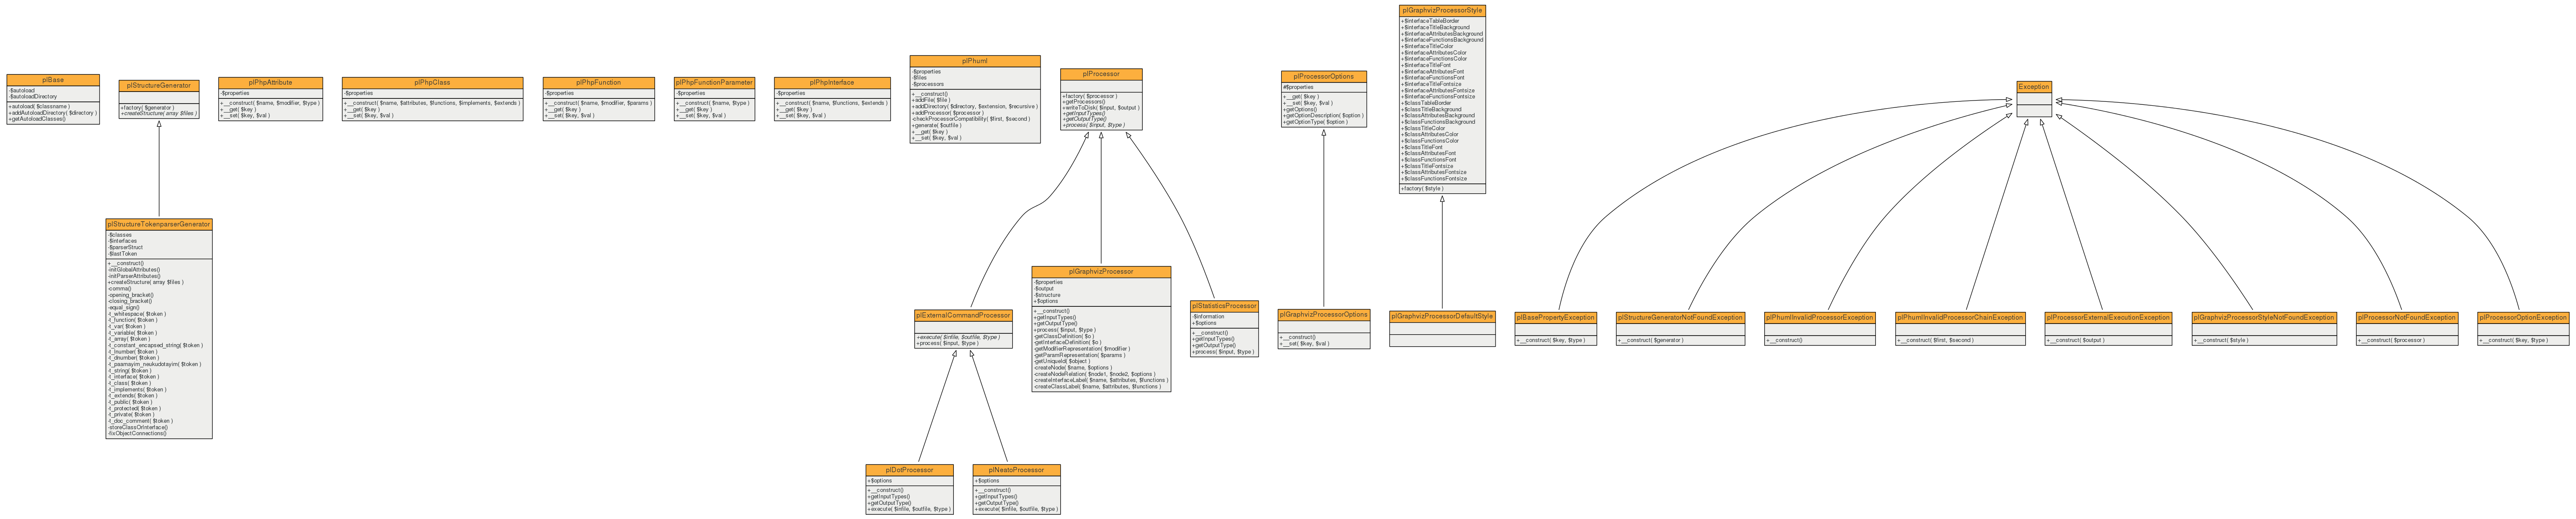 plBase
-$autoload
-$autoloadDirectory
+autoload( $classname )
+addAutoloadDirectory( $directory )
+getAutoloadClasses()
plStructureGenerator
+factory( $generator )
+createStructure( array $files )
plPhpAttribute
-$properties
+__construct( $name, $modifier, $type )
+__get( $key )
+__set( $key, $val )
plPhpClass
-$properties
+__construct( $name, $attributes, $functions, $implements, $extends )
+__get( $key )
+__set( $key, $val )
plPhpFunction
-$properties
+__construct( $name, $modifier, $params )
+__get( $key )
+__set( $key, $val )
plPhpFunctionParameter
-$properties
+__construct( $name, $type )
+__get( $key )
+__set( $key, $val )
plPhpInterface
-$properties
+__construct( $name, $functions, $extends )
+__get( $key )
+__set( $key, $val )
plPhuml
-$properties
-$files
-$processors
+__construct()
+addFile( $file )
+addDirectory( $directory, $extension, $recursive )
+addProcessor( $processor )
-checkProcessorCompatibility( $first, $second )
+generate( $outfile )
+__get( $key )
+__set( $key, $val )
plProcessor
+factory( $processor )
+getProcessors()
+writeToDisk( $input, $output )
+getInputTypes()
+getOutputType()
+process( $input, $type )
plProcessorOptions
#$properties
+__get( $key )
+__set( $key, $val )
+getOptions()
+getOptionDescription( $option )
+getOptionType( $option )
plGraphvizProcessorStyle
+$interfaceTableBorder
+$interfaceTitleBackground
+$interfaceAttributesBackground
+$interfaceFunctionsBackground
+$interfaceTitleColor
+$interfaceAttributesColor
+$interfaceFunctionsColor
+$interfaceTitleFont
+$interfaceAttributesFont
+$interfaceFunctionsFont
+$interfaceTitleFontsize
+$interfaceAttributesFontsize
+$interfaceFunctionsFontsize
+$classTableBorder
+$classTitleBackground
+$classAttributesBackground
+$classFunctionsBackground
+$classTitleColor
+$classAttributesColor
+$classFunctionsColor
+$classTitleFont
+$classAttributesFont
+$classFunctionsFont
+$classTitleFontsize
+$classAttributesFontsize
+$classFunctionsFontsize
+factory( $style )
Exception
plStructureTokenparserGenerator
-$classes
-$interfaces
-$parserStruct
-$lastToken
+__construct()
-initGlobalAttributes()
-initParserAttributes()
+createStructure( array $files )
-comma()
-opening_bracket()
-closing_bracket()
-equal_sign()
-t_whitespace( $token )
-t_function( $token )
-t_var( $token )
-t_variable( $token )
-t_array( $token )
-t_constant_encapsed_string( $token )
-t_lnumber( $token )
-t_dnumber( $token )
-t_paamayim_neukudotayim( $token )
-t_string( $token )
-t_interface( $token )
-t_class( $token )
-t_implements( $token )
-t_extends( $token )
-t_public( $token )
-t_protected( $token )
-t_private( $token )
-t_doc_comment( $token )
-storeClassOrInterface()
-fixObjectConnections()
plExternalCommandProcessor
+execute( $infile, $outfile, $type )
+process( $input, $type )
plGraphvizProcessor
-$properties
-$output
-$structure
+$options
+__construct()
+getInputTypes()
+getOutputType()
+process( $input, $type )
-getClassDefinition( $o )
-getInterfaceDefinition( $o )
-getModifierRepresentation( $modifier )
-getParamRepresentation( $params )
-getUniqueId( $object )
-createNode( $name, $options )
-createNodeRelation( $node1, $node2, $options )
-createInterfaceLabel( $name, $attributes, $functions )
-createClassLabel( $name, $attributes, $functions )
plStatisticsProcessor
-$information
+$options
+__construct()
+getInputTypes()
+getOutputType()
+process( $input, $type )
plGraphvizProcessorOptions
+__construct()
+__set( $key, $val )
plGraphvizProcessorDefaultStyle
plBasePropertyException
+__construct( $key, $type )
plStructureGeneratorNotFoundException
+__construct( $generator )
plPhumlInvalidProcessorException
+__construct()
plPhumlInvalidProcessorChainException
+__construct( $first, $second )
plProcessorExternalExecutionException
+__construct( $output )
plGraphvizProcessorStyleNotFoundException
+__construct( $style )
plProcessorNotFoundException
+__construct( $processor )
plProcessorOptionException
+__construct( $key, $type )
plDotProcessor
+$options
+__construct()
+getInputTypes()
+getOutputType()
+execute( $infile, $outfile, $type )
plNeatoProcessor
+$options
+__construct()
+getInputTypes()
+getOutputType()
+execute( $infile, $outfile, $type )